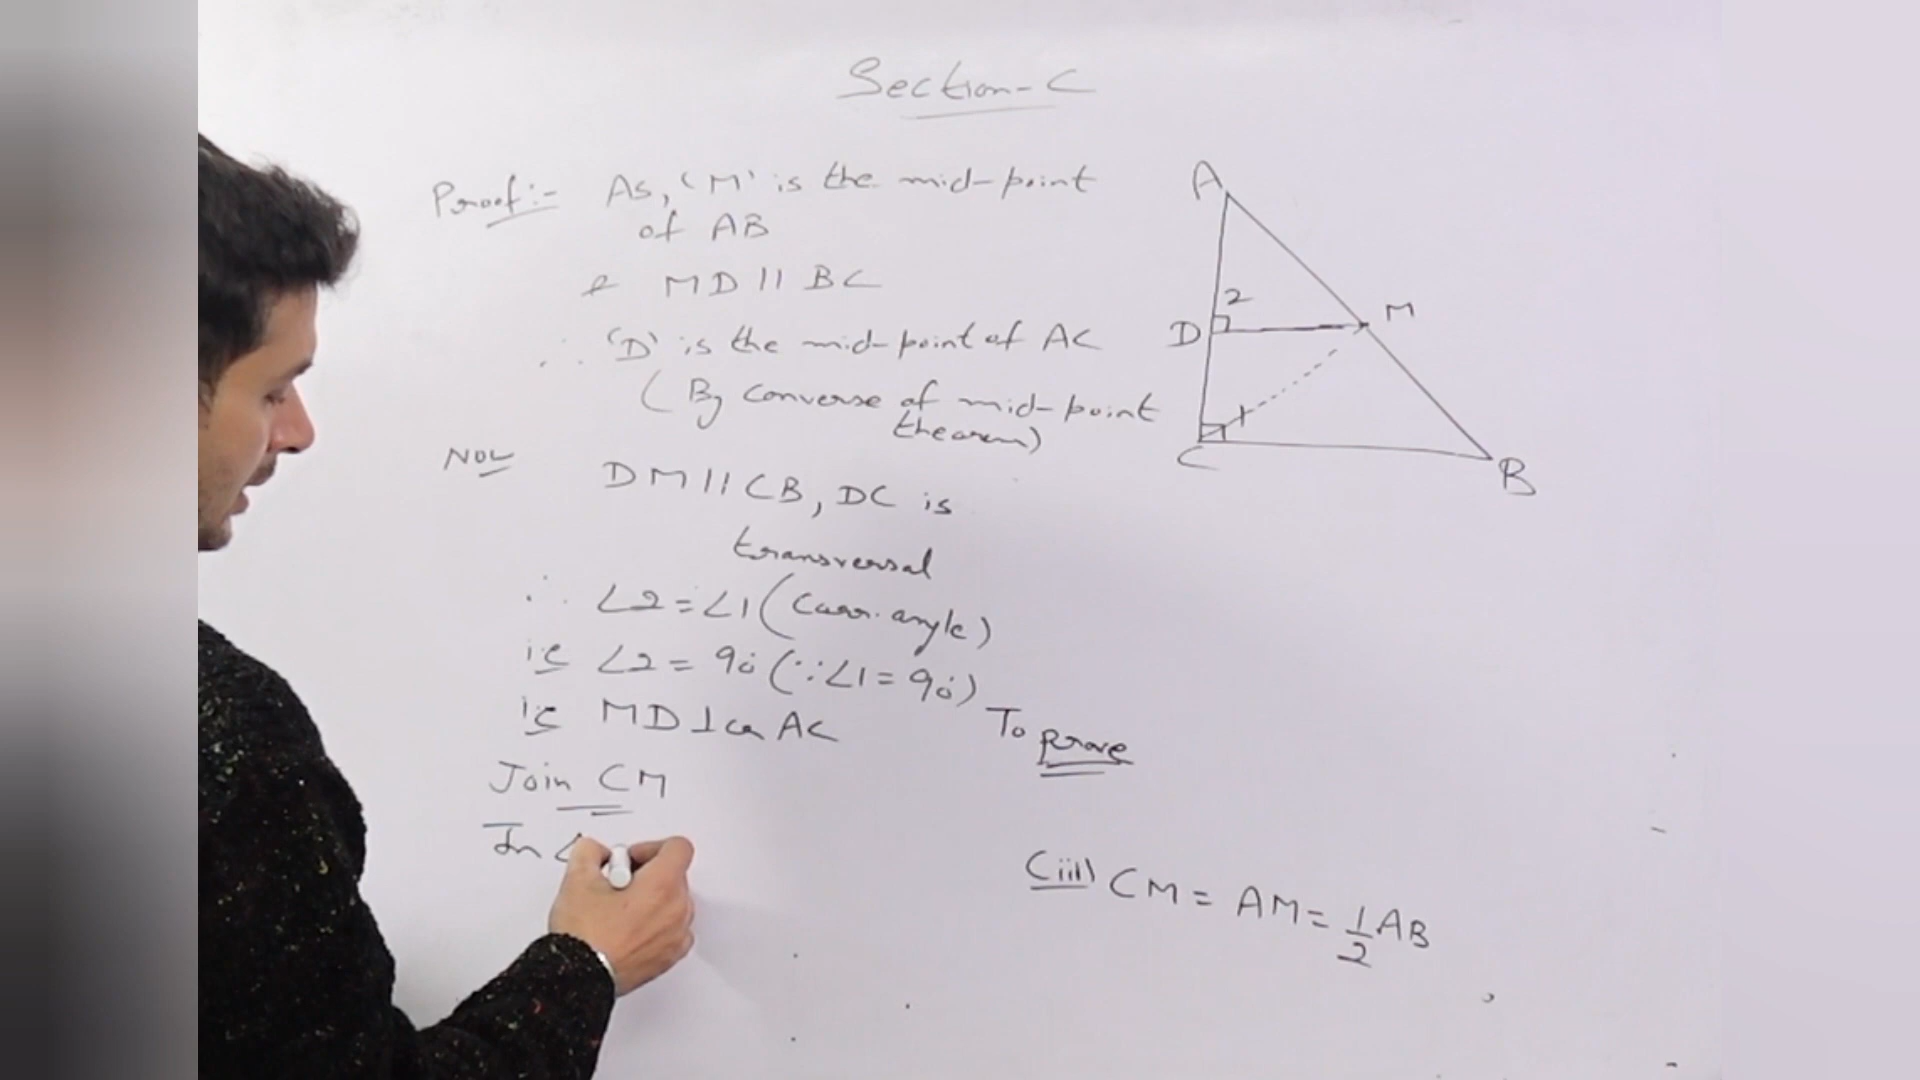 Section-C
Proof:- As, 'M' is the mid-point
of AB
& MD || BC
∴ 'D' is the mid-point of AC
(By converse of mid-point
theorem)
Now
DM || CB, DC is
transversal
∴ ∠2 = ∠1 (Corr. angle)
ie ∠2 = 90° (∵ ∠1 = 90°)
ie MD ⊥ AC
Join CM
In
To prove
(iii) CM = AM = 1/2 AB
A
2
D
M
1
C
B